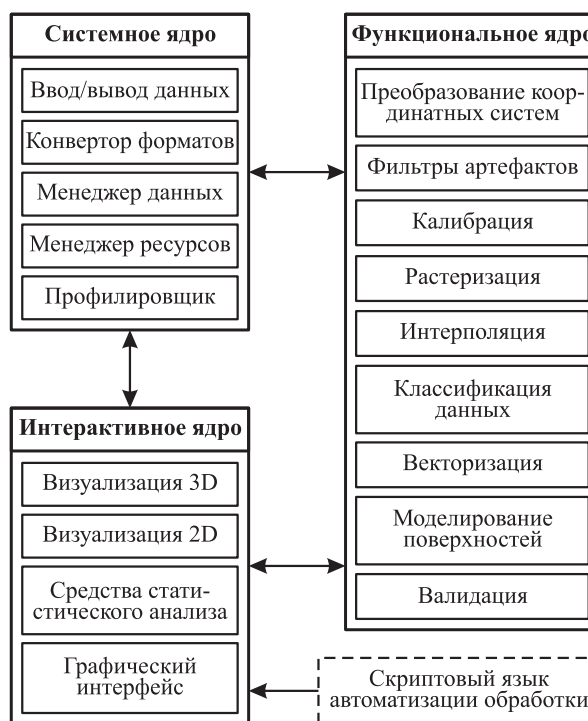 Системное ядро
Ввод/вывод данных
Конвертор форматов
Менеджер данных
Менеджер ресурсов
Профилировщик
Интерактивное ядро
Визуализация 3D
Визуализация 2D
Средства стати-
стического анализа
Графический
интерфейс
Функциональное ядро
Преобразование коор-
динатных систем
Фильтры артефактов
Калибрация
Растеризация
Интерполяция
Классификация
данных
Векторизация
Моделирование
поверхностей
Валидация
Скриптовый язык
автоматизации обработки